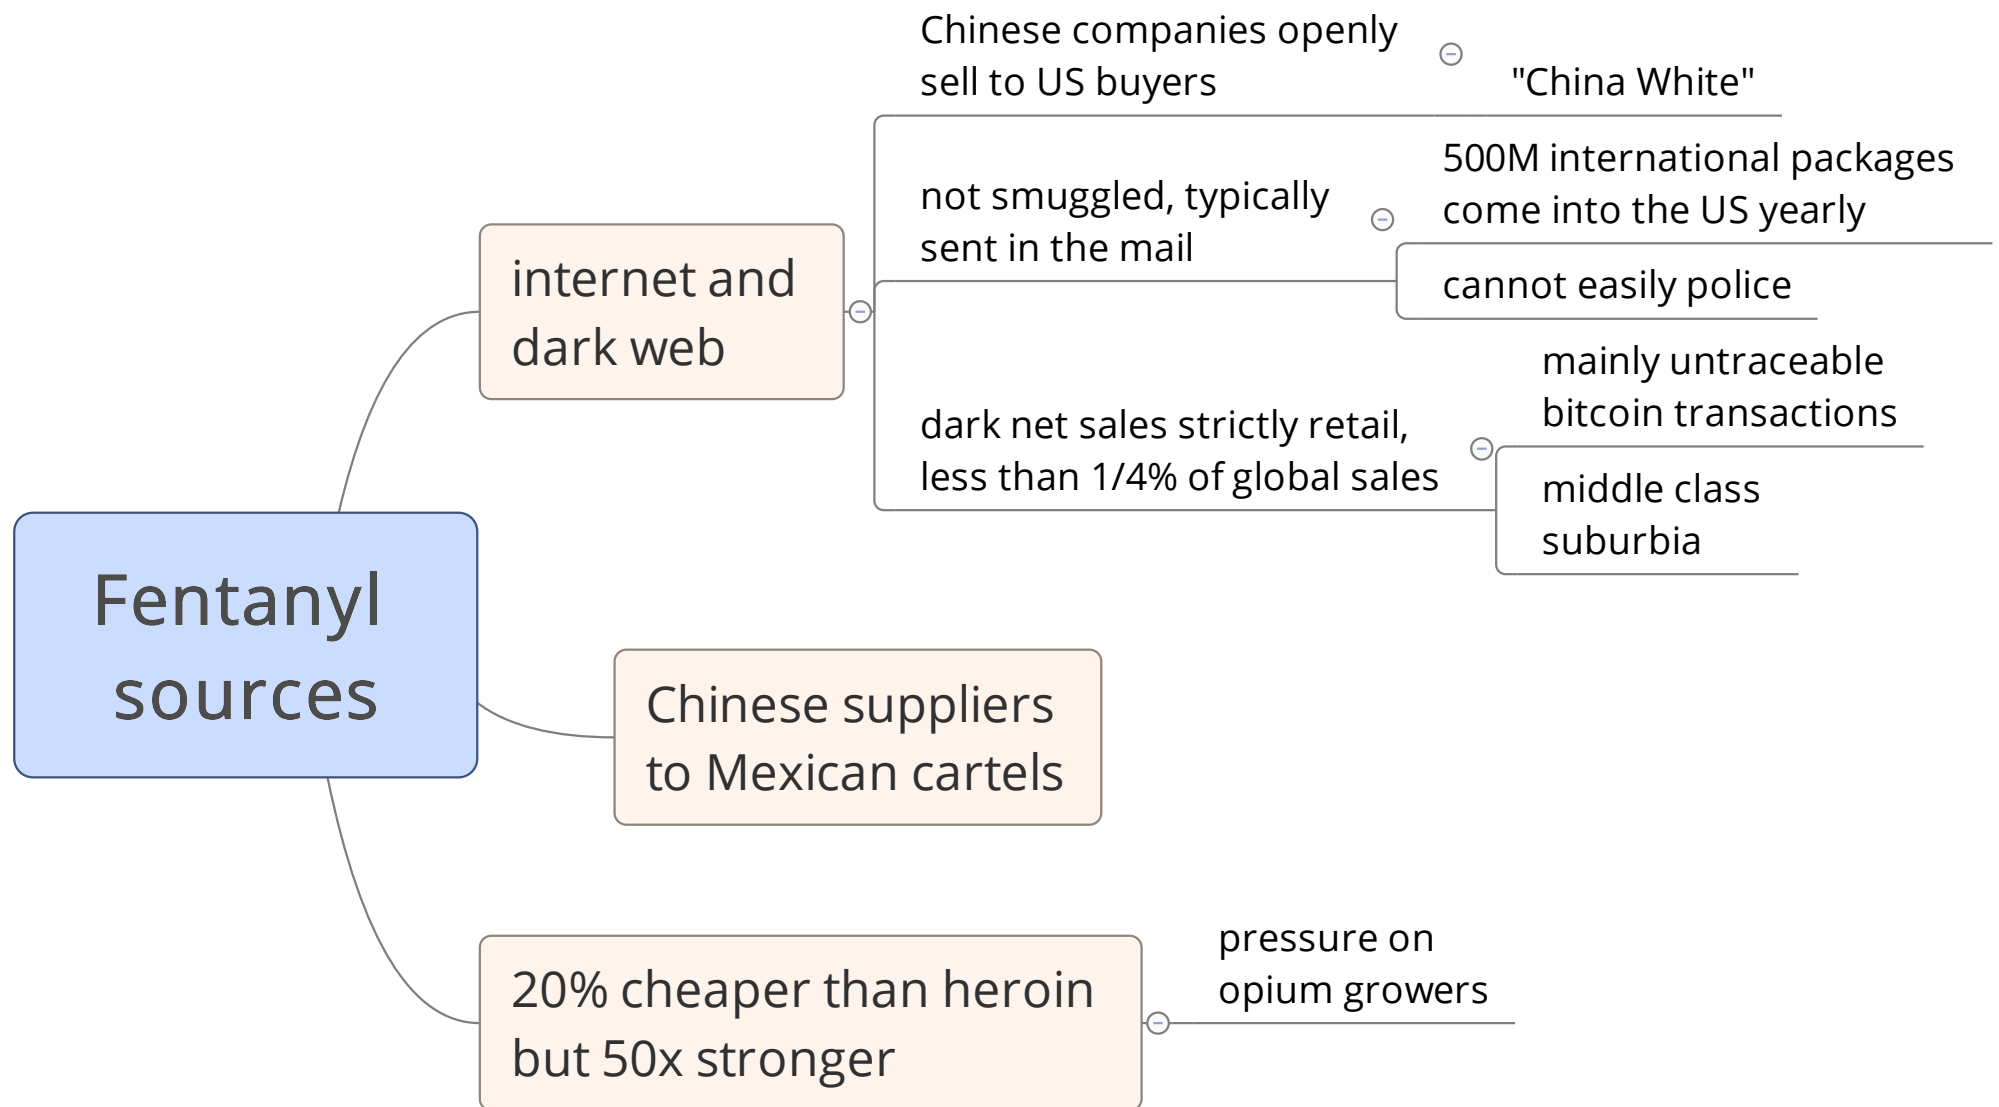 Fentanyl
sources
internet and
dark web
Chinese companies openly
sell to US buyers
"China White"
not smuggled, typically
sent in the mail
500M international packages
come into the US yearly
cannot easily police
dark net sales strictly retail,
less than 1/4% of global sales
mainly untraceable
bitcoin transactions
middle class
suburbia
Chinese suppliers
to Mexican cartels
20% cheaper than heroin
but 50x stronger
pressure on
opium growers